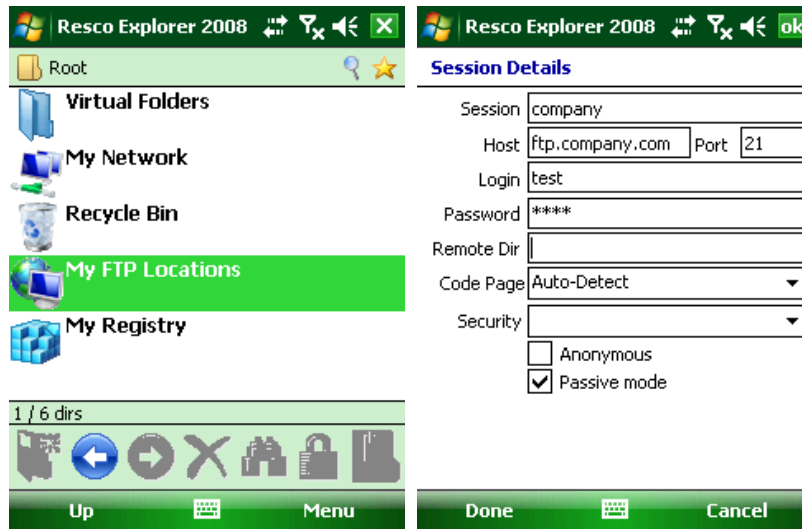 Resco Explorer 2008
Root
Virtual Folders
My Network
Recycle Bin
My FTP Locations
My Registry
1 / 6 dirs
Up
Menu
Resco Explorer 2008
ok
Session Details
Session company
Host ftp.company.com Port 21
Login test
Password ****
Remote Dir
Code Page Auto-Detect
Security
Anonymous
Passive mode
Done
Cancel